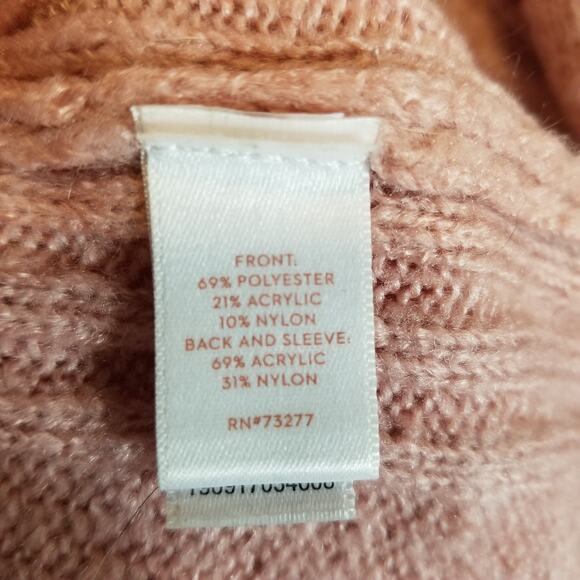 FRONT:
69% POLYESTER
21% ACRYLIC
10% NYLON
BACK AND SLEEVE:
69% ACRYLIC
31% NYLON
RN#73277